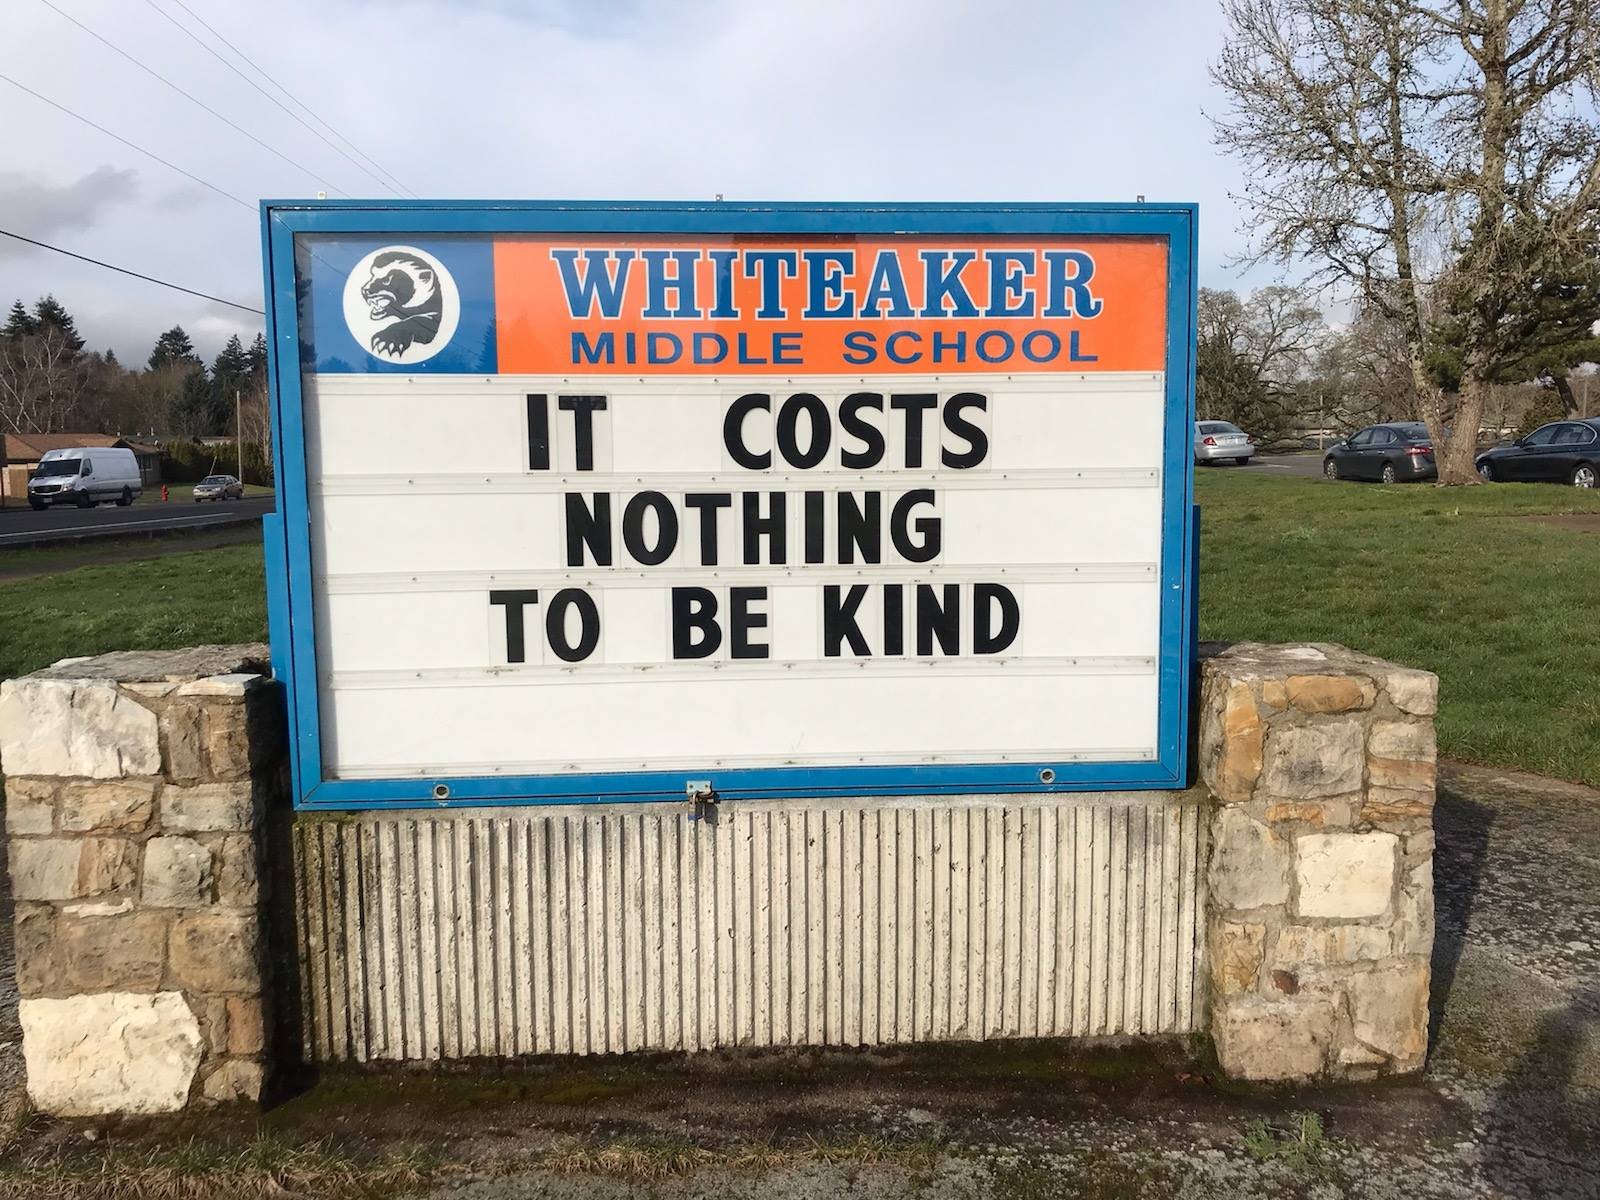 WHITEAKER
MIDDLE SCHOOL
IT COSTS
NOTHING
TO BE KIND